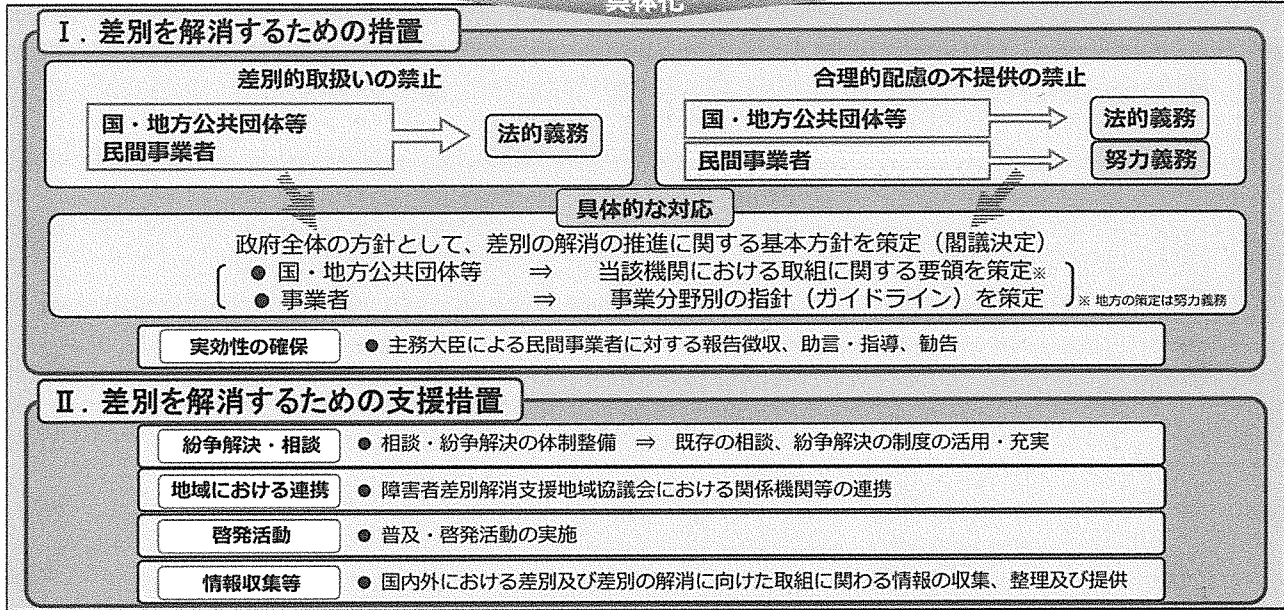 具体化
Ⅰ．差別を解消するための措置
差別的取扱いの禁止
国・地方公共団体等
民間事業者
法的義務
合理的配慮の不提供の禁止
国・地方公共団体等
法的義務
民間事業者
努力義務
具体的な対応
政府全体の方針として、差別の解消の推進に関する基本方針を策定（閣議決定）
● 国・地方公共団体等 ⇒ 当該機関における取組に関する要領を策定※
● 事業者 ⇒ 事業分野別の指針（ガイドライン）を策定
※ 地方の策定は努力義務
実効性の確保 ● 主務大臣による民間事業者に対する報告徴収、助言・指導、勧告
Ⅱ．差別を解消するための支援措置
紛争解決・相談 ● 相談・紛争解決の体制整備 ⇒ 既存の相談、紛争解決の制度の活用・充実
地域における連携 ● 障害者差別解消支援地域協議会における関係機関等の連携
啓発活動 ● 普及・啓発活動の実施
情報収集等 ● 国内外における差別及び差別の解消に向けた取組に関わる情報の収集、整理及び提供